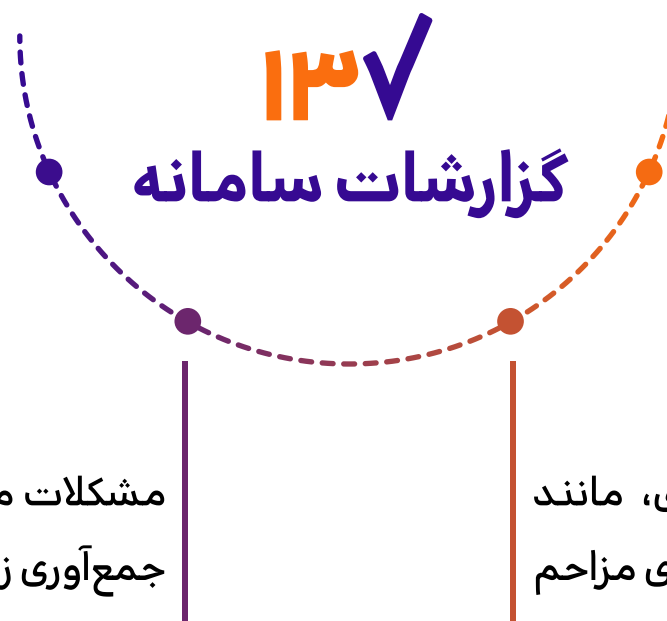 ۱۳۷
گزارشات سامانه
مانند
مزاحم
مشکلات
جمع‌آوری